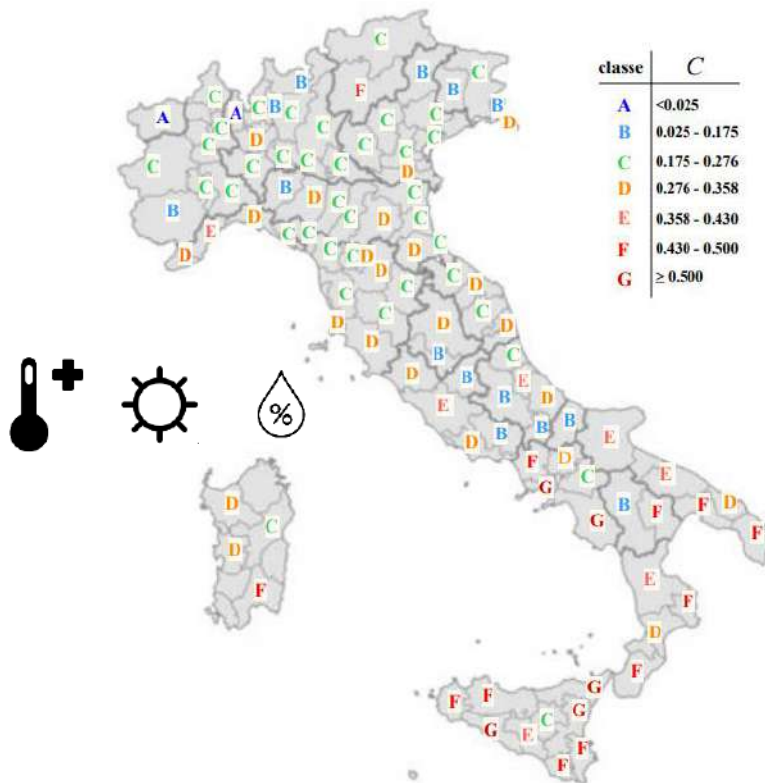 C
C
B B C
C B F classe C
A C B C B A <0.025
A C C D
C D C C C B 0.025 - 0.175
C C C C C C C 0.175 - 0.276
C C B D D 0.276 - 0.358
B D C C C E 0.358 - 0.430
E D C D C F 0.430 - 0.500
D C C C C D D C G ≥ 0.500
C D C C D
D C D C D
D B C
D B B E D
% E D B B B E
D F D E
D G C B F F D
C G F
D E
F F
D
F
F F G
G E C G
F F